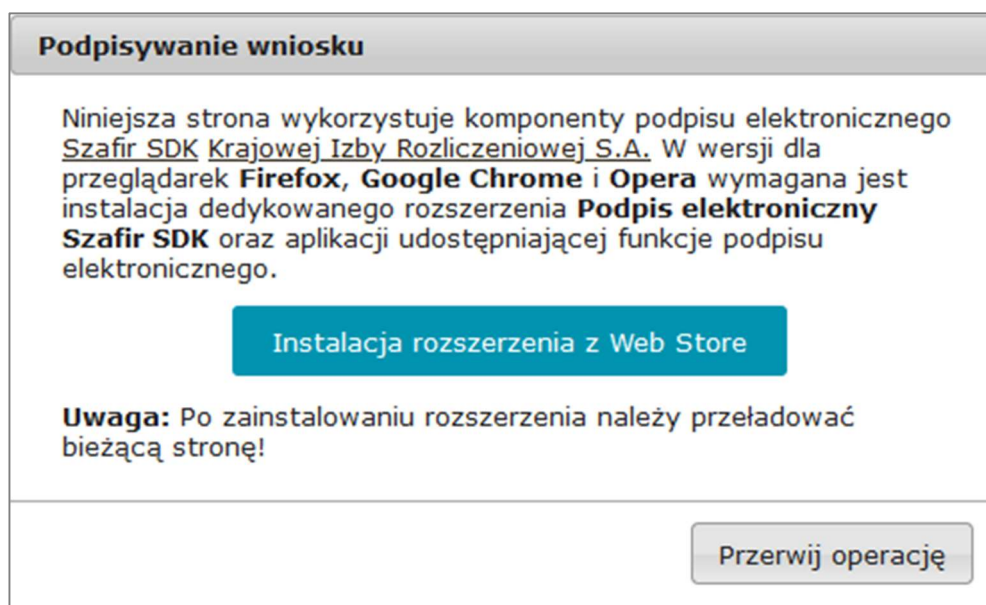 Podpisywanie wniosku
Niniejsza strona wykorzystuje komponenty podpisu elektronicznego
Szafir SDK Krajowej Izby Rozliczeniowej S.A. W wersji dla
przeglądarek Firefox, Google Chrome i Opera wymagana jest
instalacja dedykowanego rozszerzenia Podpis elektroniczny
Szafir SDK oraz aplikacji udostępniającej funkcje podpisu
elektronicznego.
Instalacja rozszerzenia z Web Store
Uwaga: Po zainstalowaniu rozszerzenia należy przeładować
bieżącą stronę!
Przerwij operację